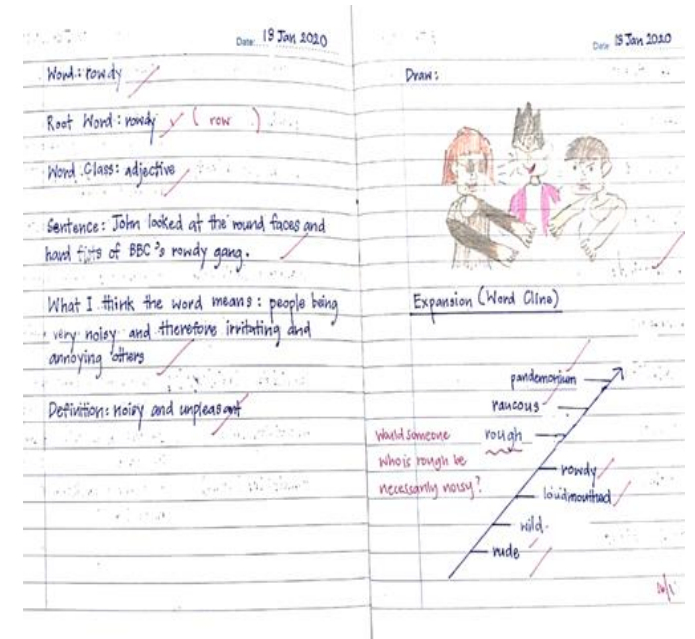 Date: 19 Jan 2020
Word: rowdy
Root Word: rowdy ( row )
Word Class: adjective
Sentence: John looked at the round faces and
hard fists of BBC's rowdy gang.
What I think the word means: people being
very noisy and therefore irritating and
annoying others
Definition: noisy and unpleasant
Date 19 Jan 2020
Draw:
Expansion (Word Cline)
pandemonium
raucous
rough
Would someone
who is rough be
necessarily noisy?
rowdy
loudmouthed
wild.
rude